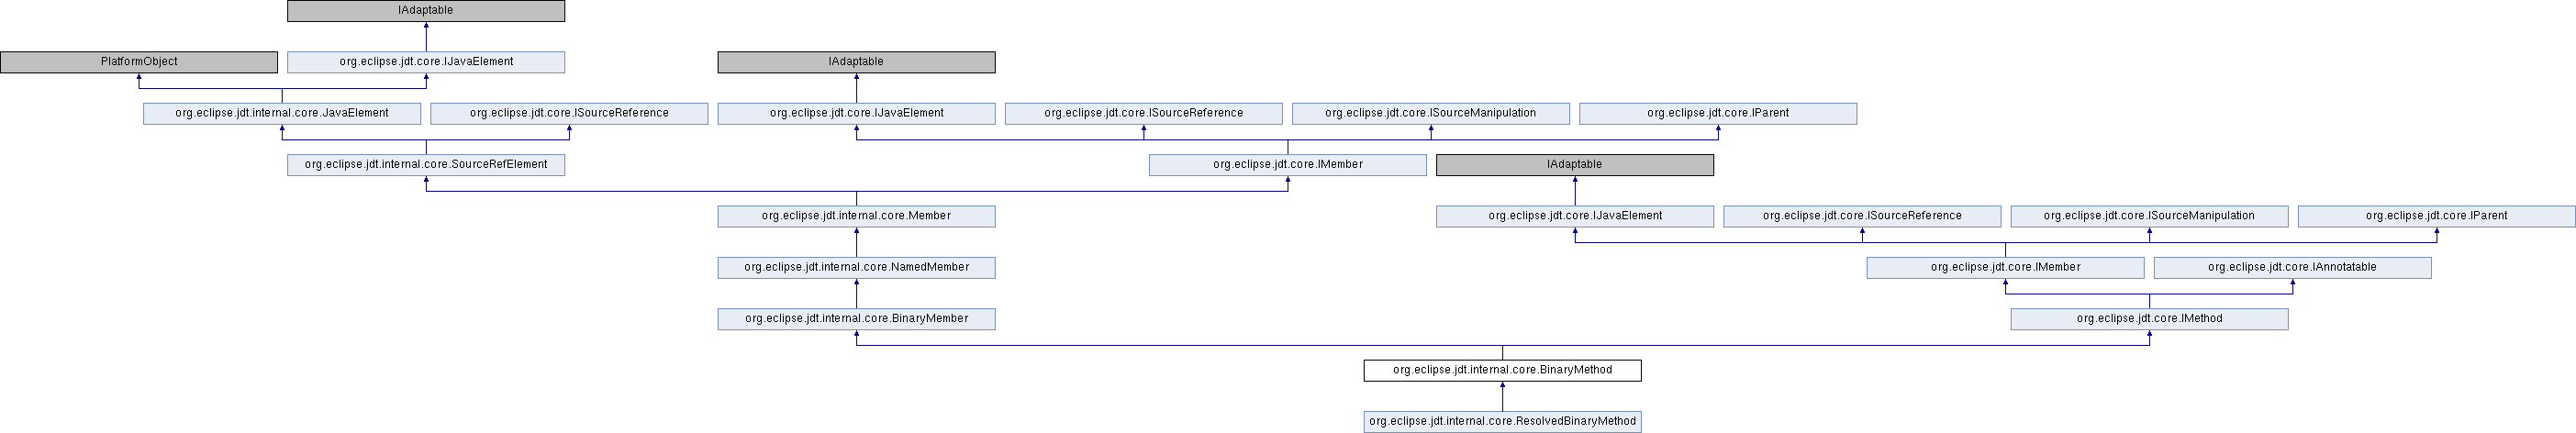 IAdaptable
PlatformObject
org.eclipse.jdt.core.IJavaElement
IAdaptable
org.eclipse.jdt.internal.core.JavaElement
org.eclipse.jdt.core.ISourceReference
org.eclipse.jdt.core.IJavaElement
org.eclipse.jdt.core.ISourceReference
org.eclipse.jdt.core.ISourceManipulation
org.eclipse.jdt.core.IParent
org.eclipse.jdt.internal.core.SourceRefElement
org.eclipse.jdt.core.IMember
IAdaptable
org.eclipse.jdt.internal.core.Member
org.eclipse.jdt.core.IJavaElement
org.eclipse.jdt.core.ISourceReference
org.eclipse.jdt.core.ISourceManipulation
org.eclipse.jdt.core.IParent
org.eclipse.jdt.internal.core.NamedMember
org.eclipse.jdt.core.IMember
org.eclipse.jdt.core.IAnnotatable
org.eclipse.jdt.internal.core.BinaryMember
org.eclipse.jdt.core.IMethod
org.eclipse.jdt.internal.core.BinaryMethod
org.eclipse.jdt.internal.core.ResolvedBinaryMethod